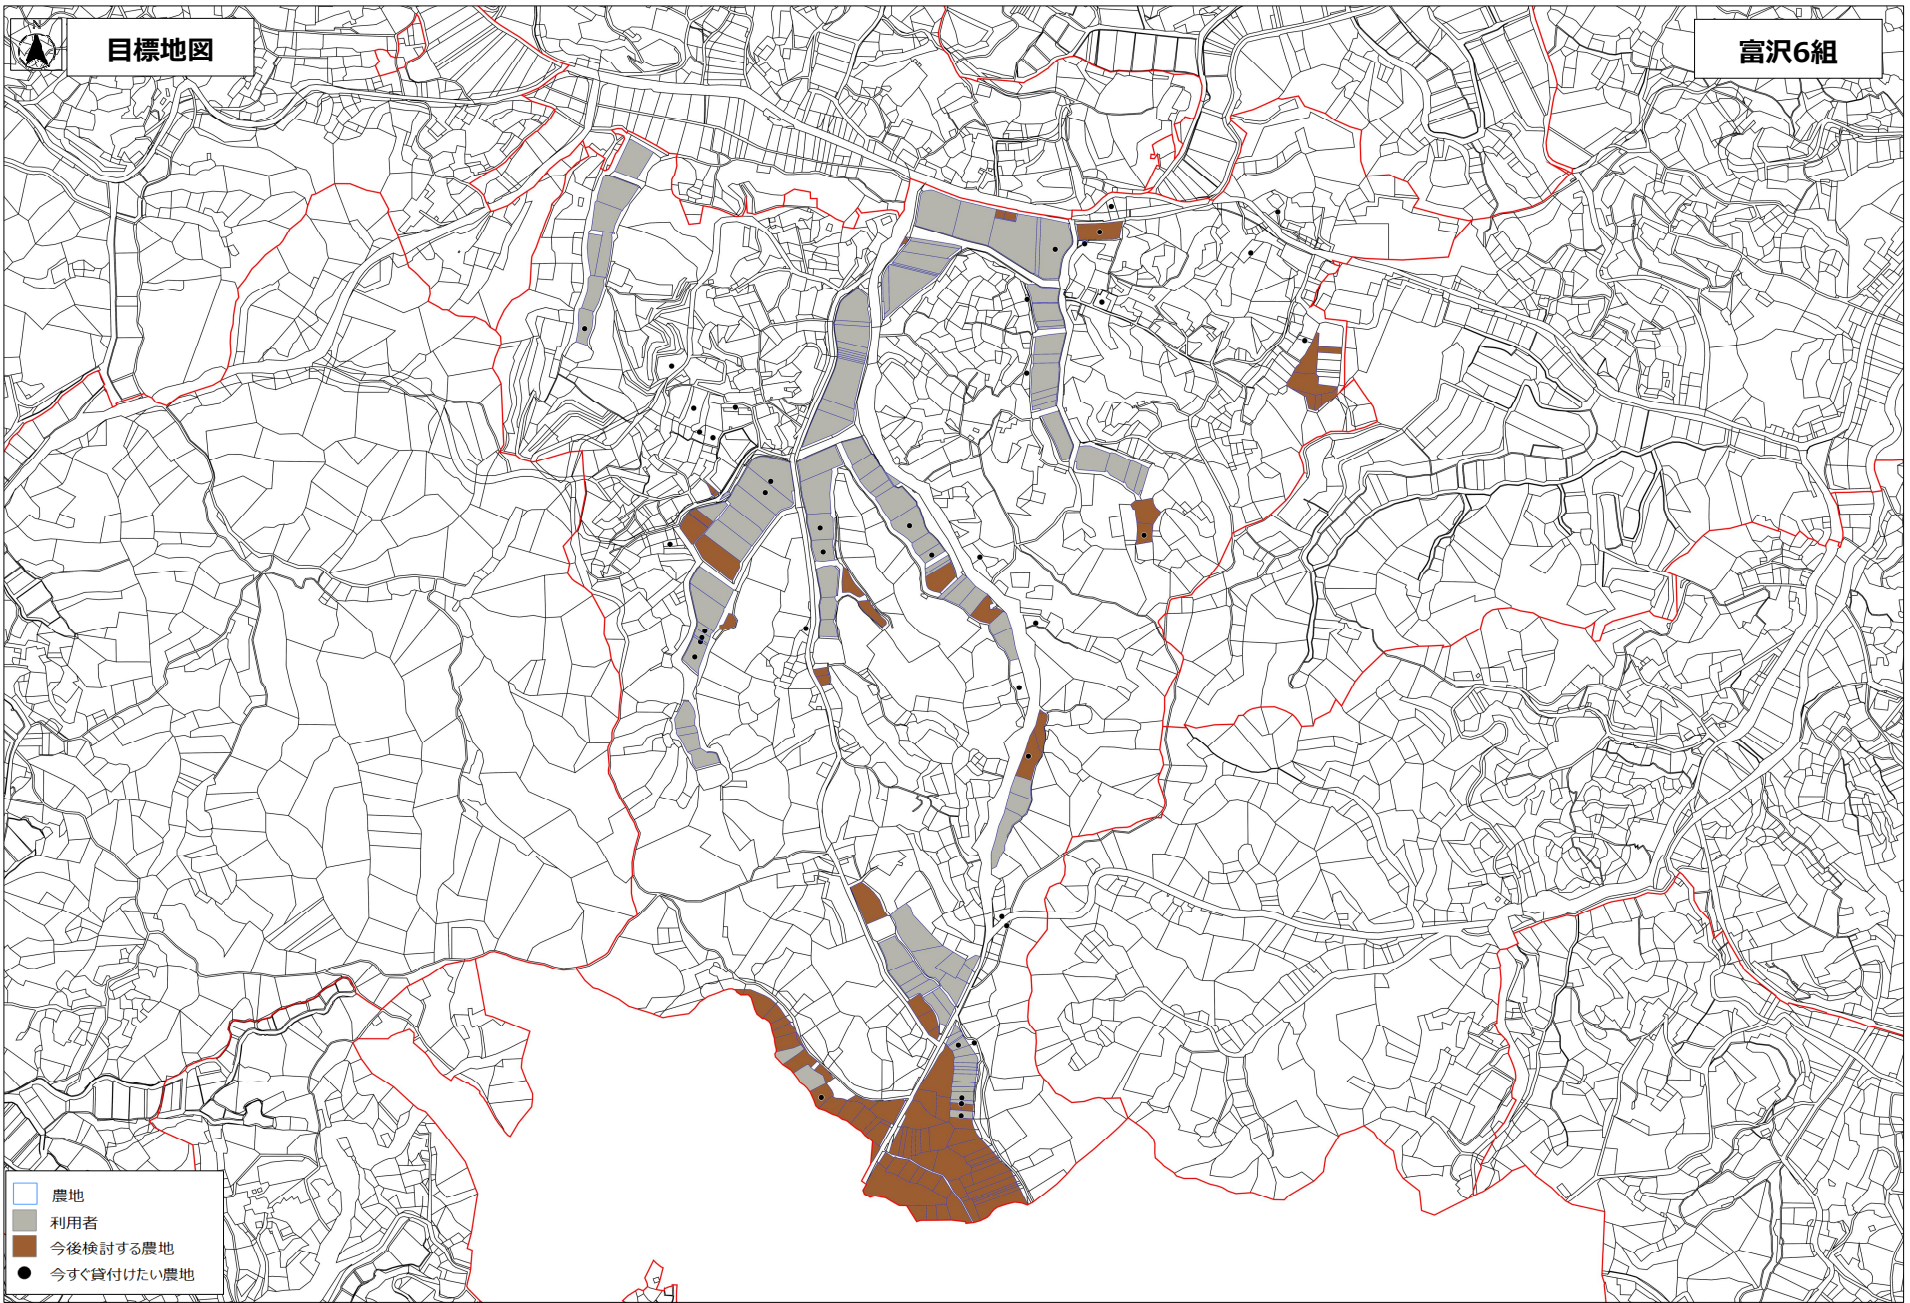 N
目標地図
富沢6組
農地
利用者
今後検討する農地
今すぐ貸付けたい農地